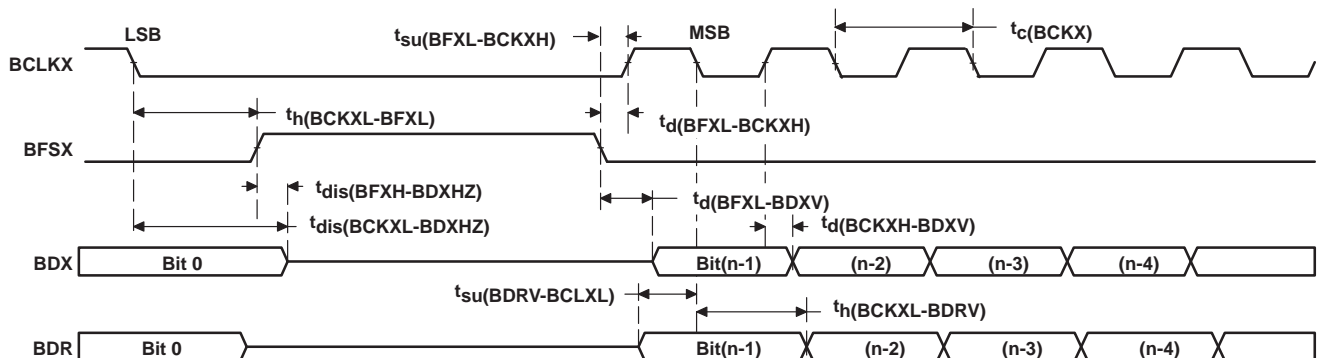 LSB
tsu(BFXL-BCKXH)
MSB
tc(BCKX)
BCLKX
th(BCKXL-BFXL)
td(BFXL-BCKXH)
BFSX
tdis(BFXH-BDXHZ)
td(BFXL-BDXV)
tdis(BCKXL-BDXHZ)
td(BCKXH-BDXV)
BDX Bit 0 Bit(n-1) (n-2) (n-3) (n-4)
tsu(BDRV-BCLXL)
th(BCKXL-BDRV)
BDR Bit 0 Bit(n-1) (n-2) (n-3) (n-4)